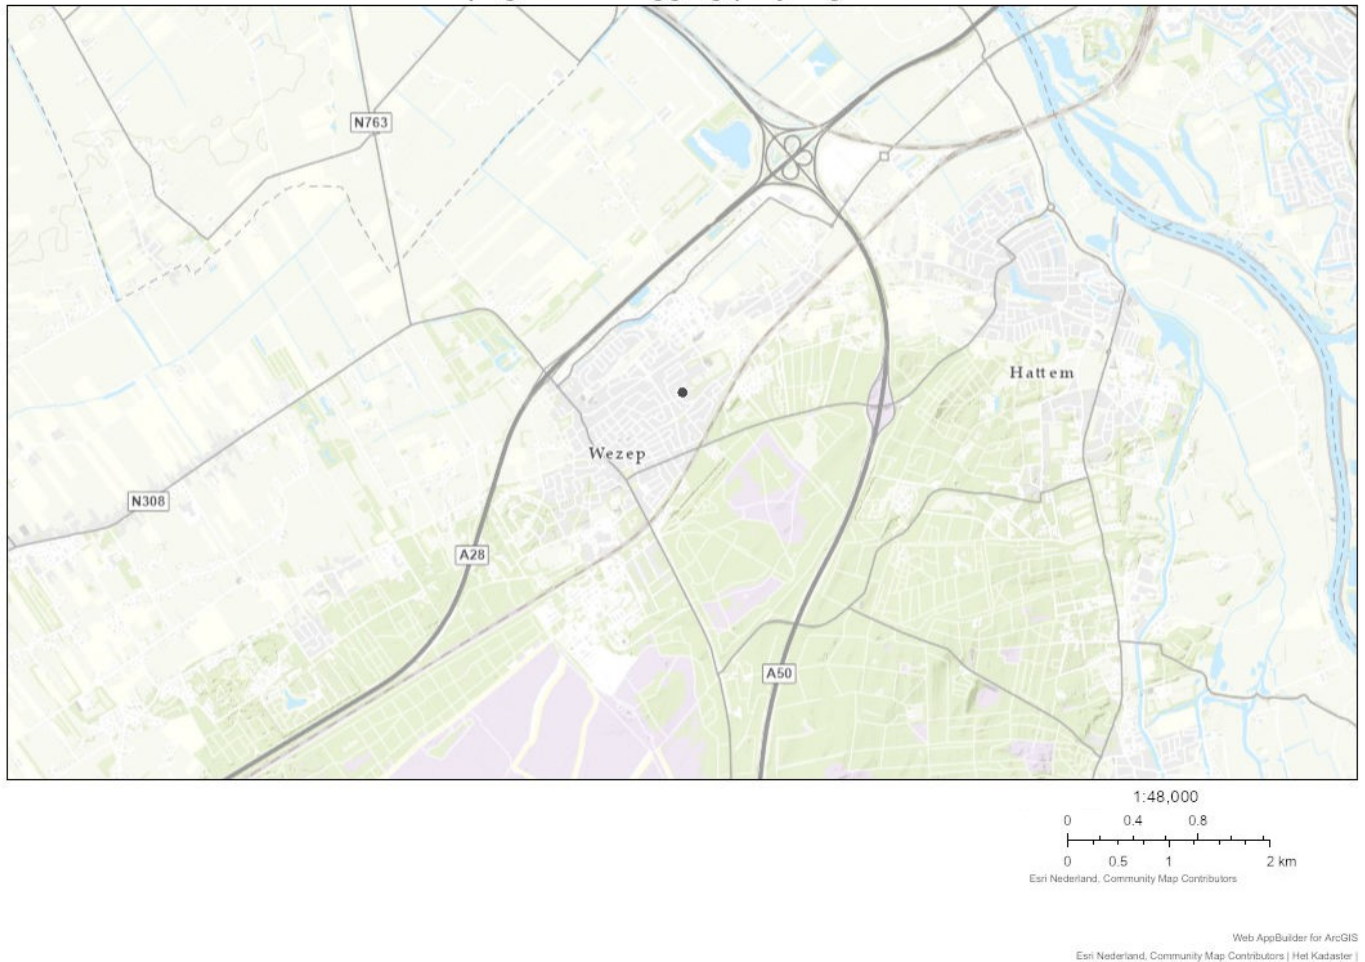 N763
Hattem
Wezep
N308
A28
A50
1:48,000
0 0.4 0.8
0 0.5 1 2 km
Esri Nederland, Community Map Contributors
Web AppBuilder for ArcGIS
Esri Nederland, Community Map Contributors | Het Kadaster |